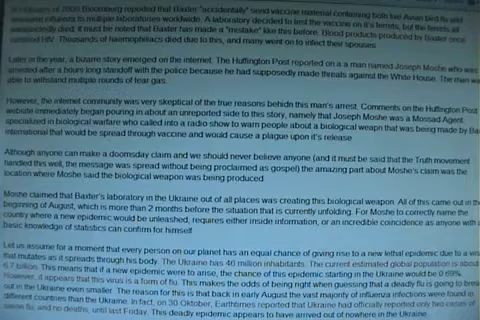 February of 2009 Bloomberg reported that Baxter "accidentally" send vaccine material containing both live Avian bird flu and
seasonal influenza to multiple laboratories worldwide. A laboratory decided to test the vaccine on it's ferrets, but the ferrets all
unexpectedly died. It must be noted that Baxter has made a "mistake" like this before. Blood products produced by Baxter once
contained HIV. Thousands of haemophiliacs died due to this, and many went on to infect their spouses
Later in the year, a bizarre story emerged on the internet. The Huffington Post reported on a a man named Joseph Moshe who was
arrested after a hours long standoff with the police because he had supposedly made threats against the White House. The man was
able to withstand multiple rounds of tear gas.
However, the internet community was very skeptical of the true reasons behidn this man's arrest. Comments on the Huffington Post
website immediately began pouring in about an unreported side to this story, namely that Joseph Moshe was a Mossad Agent
specialized in biological warfare who called into a radio show to warn people about a biological weapn that was being made by Ba
international that would be spread through vaccine and would cause a plague upon it's release
Although anyone can make a doomsday claim and we should never believe anyone (and it must be said that the Truth movement
handled this well, the message was spread without being proclaimed as gospel) the amazing part about Moshe's claim was the
location where Moshe said the biological weapon was being produced
Moshe claimed that Baxter's laboratory in the Ukraine out of all places was creating this biological weapon. All of this came out in the
beginning of August, which is more than 2 months before the situation that is currently unfolding. For Moshe to correctly name the
country where a new epidemic would be unleashed, requires either inside information, or an incredible coincidence as anyone with a
basic knowledge of statistics can confirm for himself
Let us assume for a moment that every person on our planet has an equal chance of giving rise to a new lethal epidemic due to a
that mutates as it spreads through his body. The Ukraine has 46 million inhabitants. The current estimated global population is about
6.7 billion. This means that if a new epidemic were to arise, the chance of this epidemic starting in the Ukraine would be 0.69%.
However, it appears that this virus is a form of flu. This makes the odds of being right when guessing that a deadly flu is going to break
out in the Ukraine even smaller. The reason for this is that back in early August the vast majority of influenza infections were found in
different countries than the Ukraine. In fact, on 30 Oktober, Earthtimes reported that Ukraine had officially reported only two cases of
swine flu, and no deaths, until last Friday. This deadly epidemic appears to have arrived out of nowhere in the Ukraine.